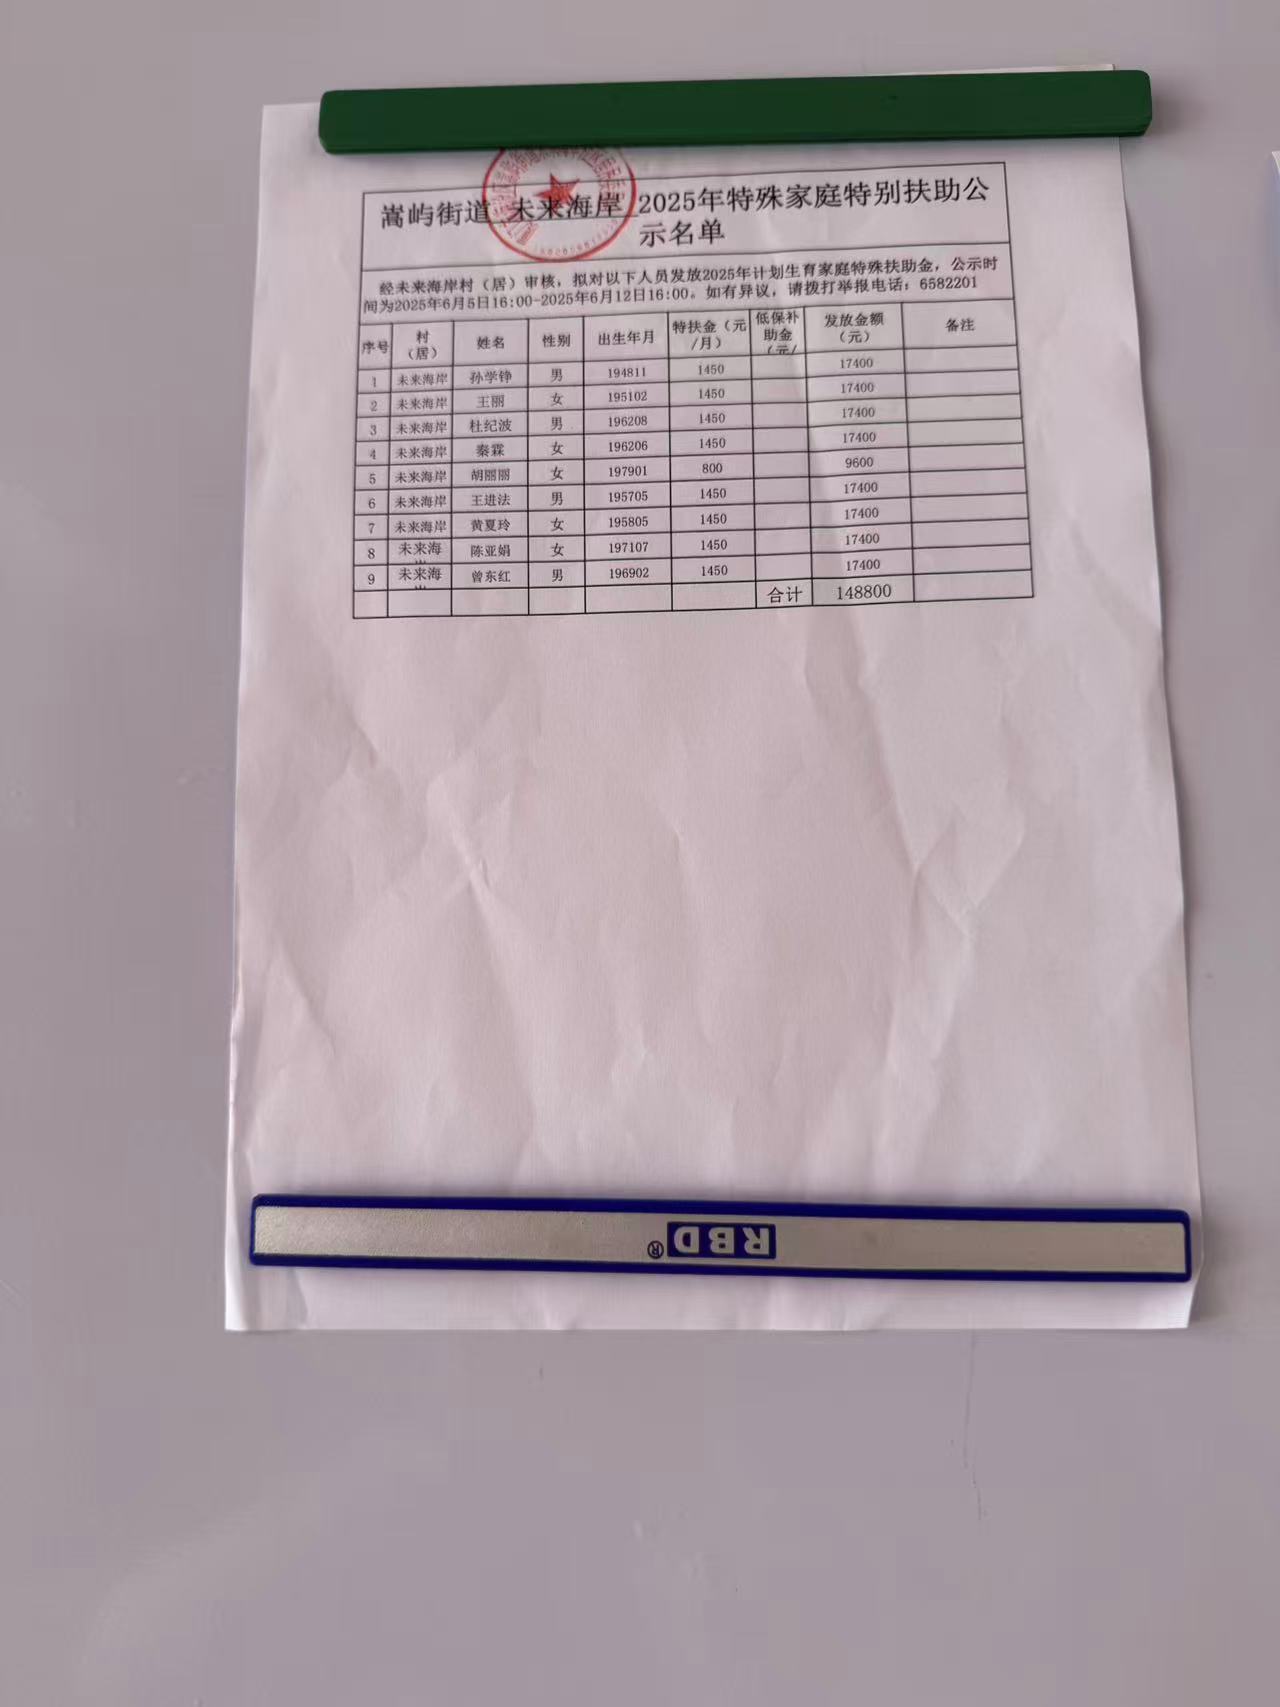 嵩屿街道 未来海岸 2025年特殊家庭特别扶助公
示名单
经未来海岸村（居）审核，拟对以下人员发放2025年计划生育家庭特殊扶助金，公示时
间为2025年6月5日16:00-2025年6月12日16:00。如有异议，请拨打举报电话：6582201
序号 村（居） 姓名 性别 出生年月 特扶金（元/月） 低保补助金（元/ 发放金额（元） 备注
1 未来海岸 孙学铮 男 194811 1450 17400
2 未来海岸 王丽 女 195102 1450 17400
3 未来海岸 杜纪波 男 196208 1450 17400
4 未来海岸 秦霖 女 196206 1450 17400
5 未来海岸 胡丽丽 女 197901 800 9600
6 未来海岸 王进法 男 195705 1450 17400
7 未来海岸 黄夏玲 女 195805 1450 17400
8 未来海 陈亚娟 女 197107 1450 17400
9 未来海 曾东红 男 196902 1450 17400
合计 148800
RBD®